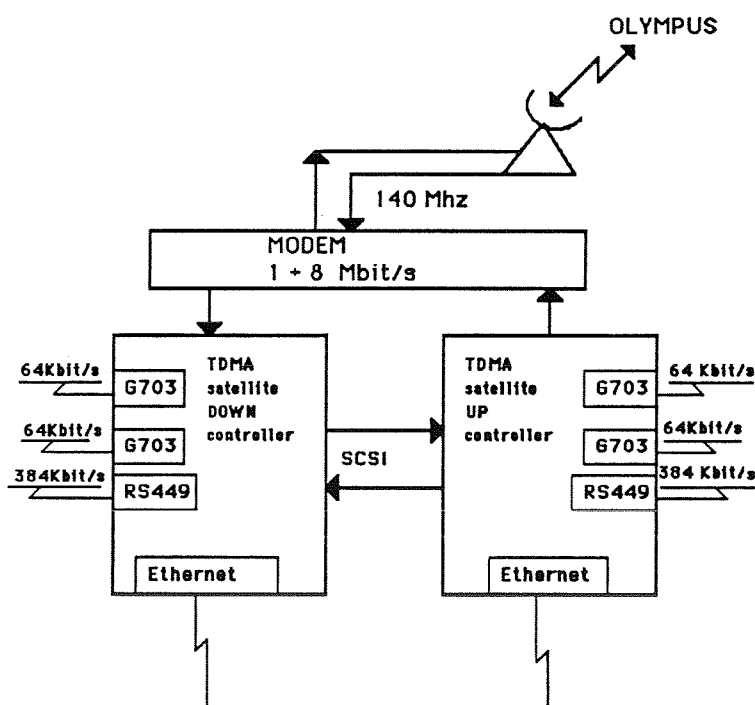 OLYMPUS
140 Mhz
MODEM
1 ÷ 8 Mbit/s
64Kbit/s
G703
64Kbit/s
G703
384Kbit/s
RS449
TDMA
satellite
DOWN
controller
Ethernet
SCSI
TDMA
satellite
UP
controller
64 Kbit/s
G703
64Kbit/s
G703
384 Kbit/s
RS449
Ethernet